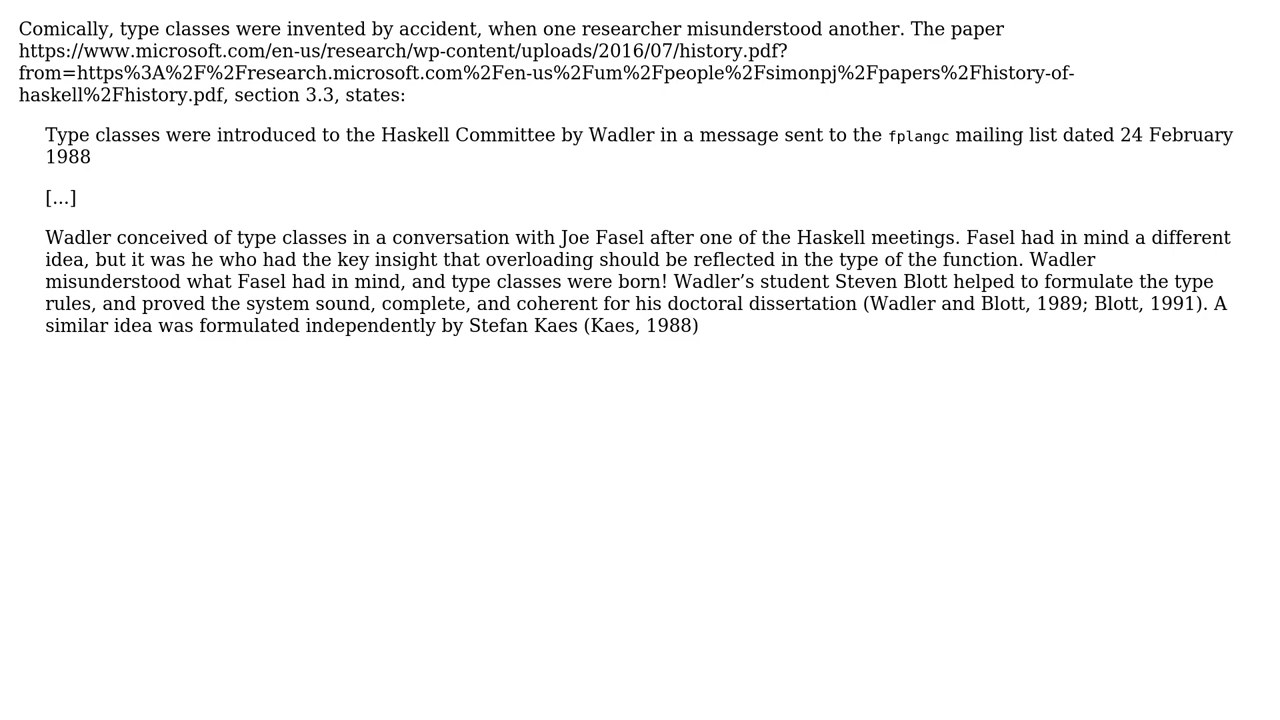 Comically, type classes were invented by accident, when one researcher misunderstood another. The paper
https://www.microsoft.com/en-us/research/wp-content/uploads/2016/07/history.pdf?
from=https%3A%2F%2Fresearch.microsoft.com%2Fen-us%2Fum%2Fpeople%2Fsimonpj%2Fpapers%2Fhistory-of-
haskell%2Fhistory.pdf, section 3.3, states:
Type classes were introduced to the Haskell Committee by Wadler in a message sent to the fplangc mailing list dated 24 February
1988
[...]
Wadler conceived of type classes in a conversation with Joe Fasel after one of the Haskell meetings. Fasel had in mind a different
idea, but it was he who had the key insight that overloading should be reflected in the type of the function. Wadler
misunderstood what Fasel had in mind, and type classes were born! Wadler’s student Steven Blott helped to formulate the type
rules, and proved the system sound, complete, and coherent for his doctoral dissertation (Wadler and Blott, 1989; Blott, 1991). A
similar idea was formulated independently by Stefan Kaes (Kaes, 1988)